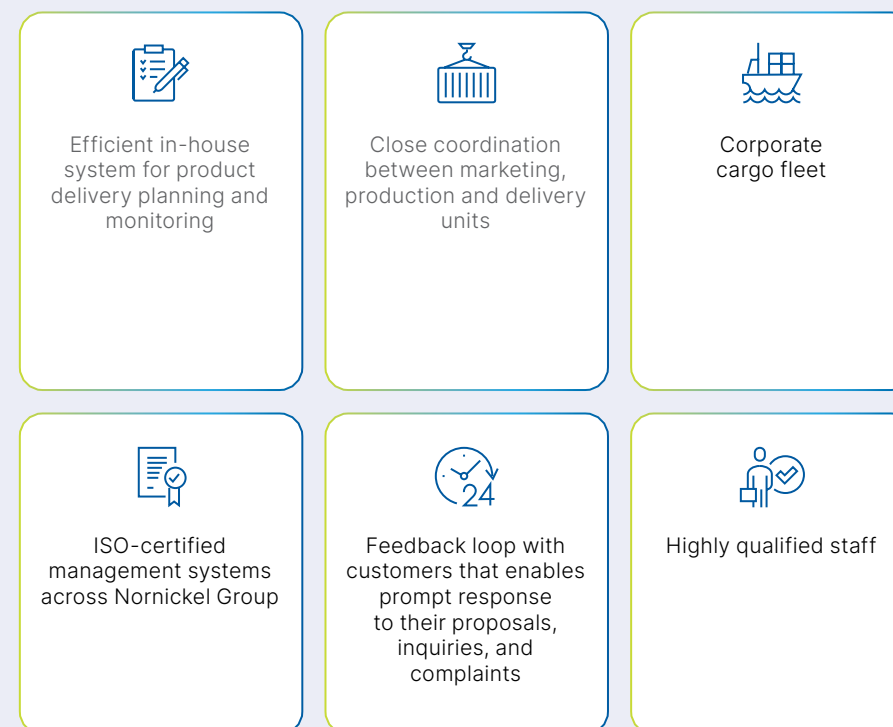 Efficient in-house
system for product
delivery planning and
monitoring
Close coordination
between marketing,
production and delivery
units
Corporate
cargo fleet
ISO-certified
management systems
across Nornickel Group
24
Feedback loop with
customers that enables
prompt response
to their proposals,
inquiries, and
complaints
Highly qualified staff